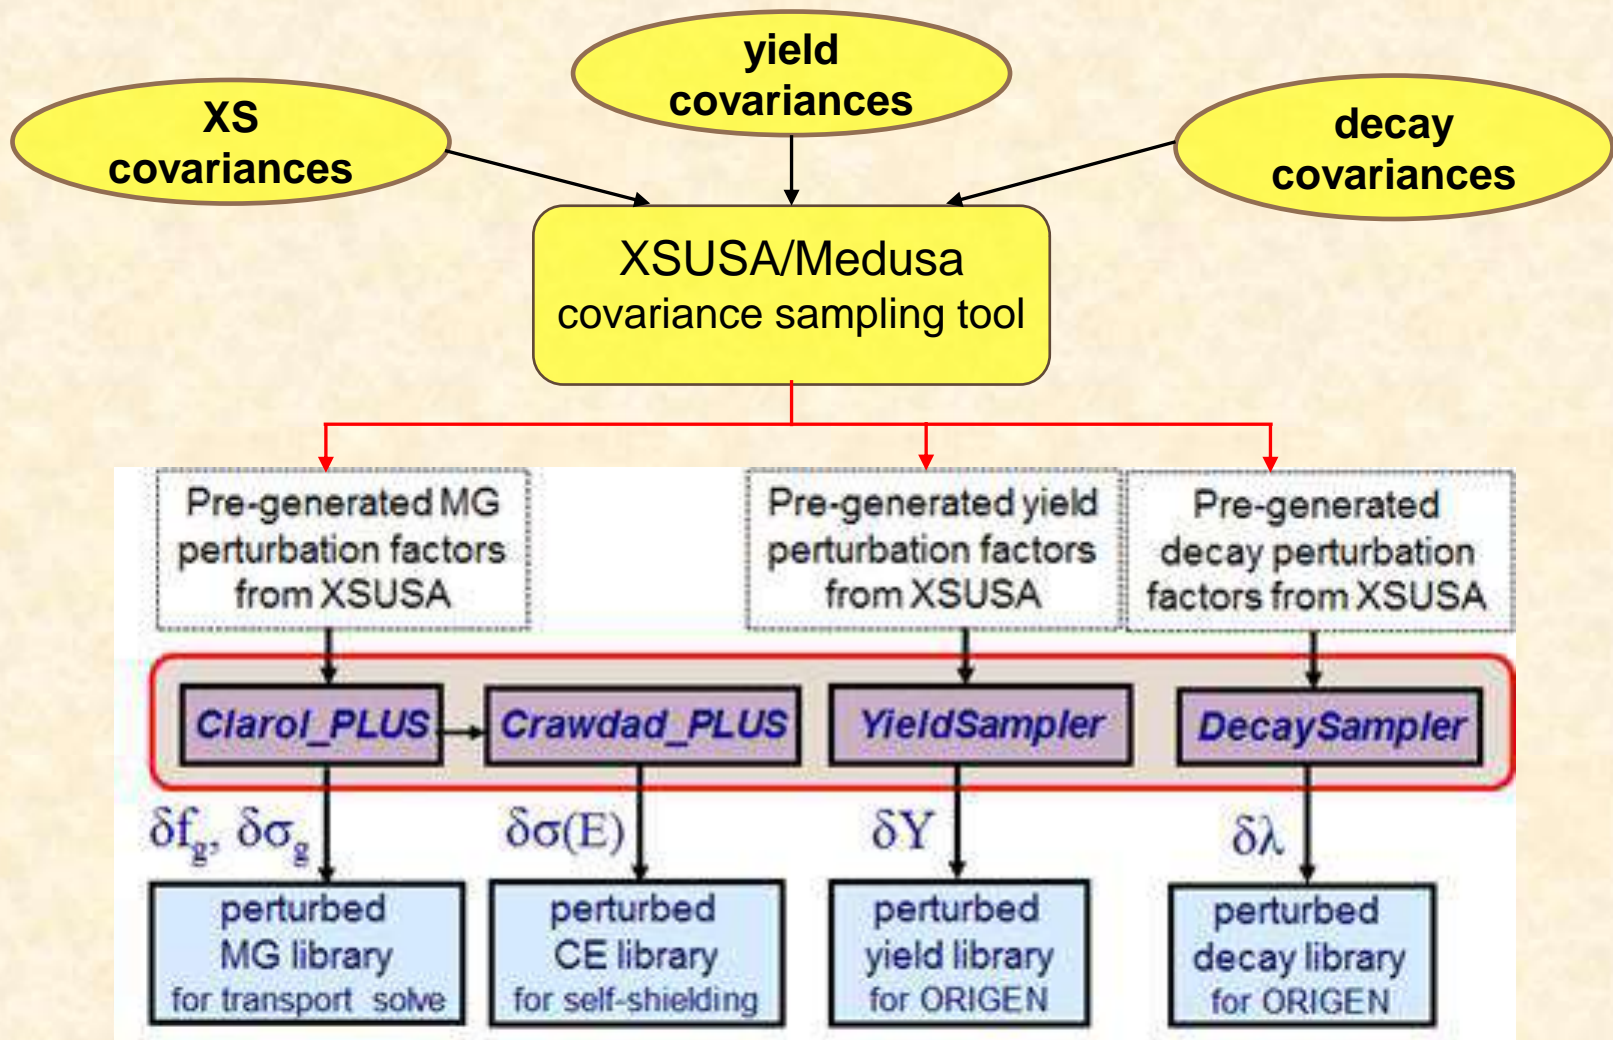 yield
covariances
XS
covariances
decay
covariances
XSUSA/Medusa
covariance sampling tool
Pre-generated MG
perturbation factors
from XSUSA
Pre-generated yield
perturbation factors
from XSUSA
Pre-generated
decay perturbation
factors from XSUSA
Clarol_PLUS
Crawdad_PLUS
YieldSampler
DecaySampler
δf_g, δσ_g
δσ(E)
δY
δλ
perturbed
MG library
for transport solve
perturbed
CE library
for self-shielding
perturbed
yield library
for ORIGEN
perturbed
decay library
for ORIGEN